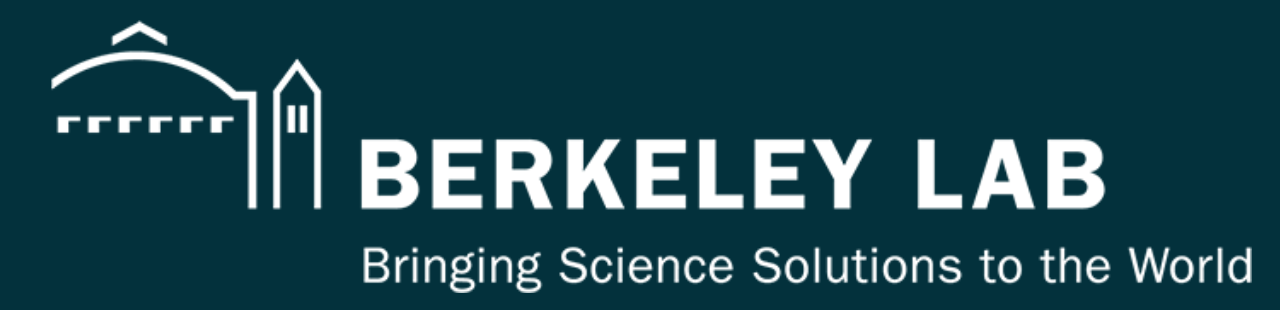 BERKELEY LAB
Bringing Science Solutions to the World